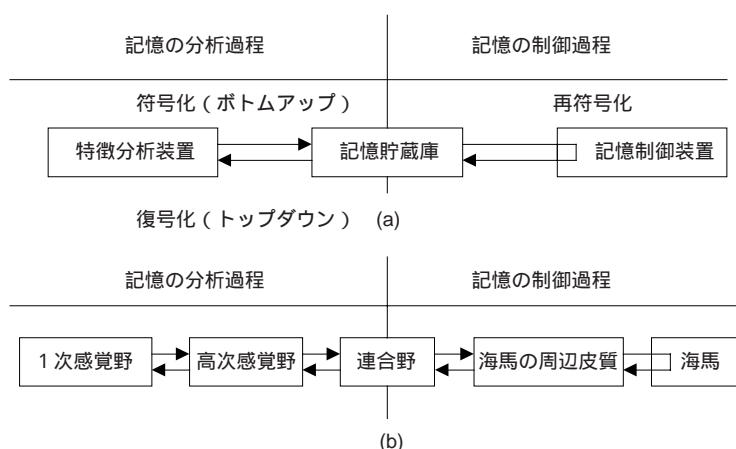 記憶の分析過程 記憶の制御過程
符号化（ボトムアップ） 再符号化
特徴分析装置 記憶貯蔵庫 記憶制御装置
復号化（トップダウン） (a)
記憶の分析過程 記憶の制御過程
１次感覚野 高次感覚野 連合野 海馬の周辺皮質 海馬
(b)